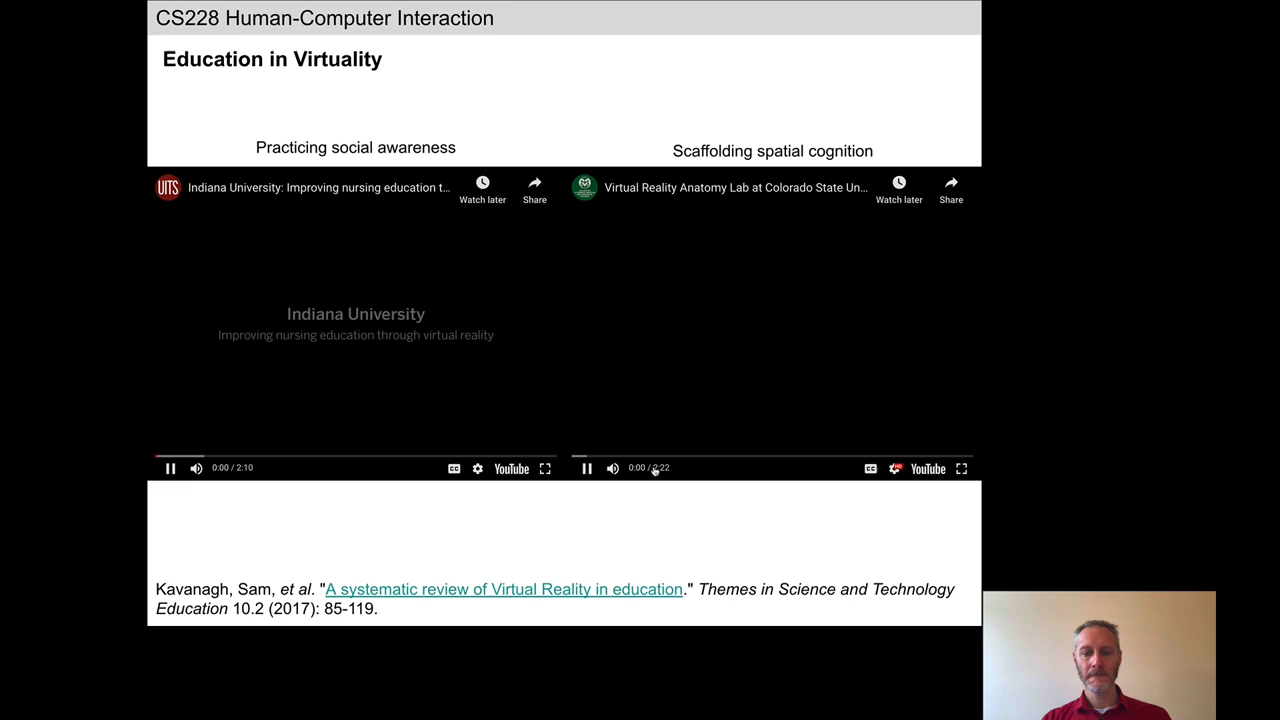 CS228 Human-Computer Interaction
Education in Virtuality
Practicing social awareness
Scaffolding spatial cognition
UITS
Indiana University: Improving nursing education t...
Watch later
Share
Virtual Reality Anatomy Lab at Colorado State Un...
Watch later
Share
Indiana University
Improving nursing education through virtual reality
0:00 / 2:10
CC
YouTube
0:00 / 2:22
CC
HD
YouTube
Kavanagh, Sam, et al. "A systematic review of Virtual Reality in education." Themes in Science and Technology
Education 10.2 (2017): 85-119.